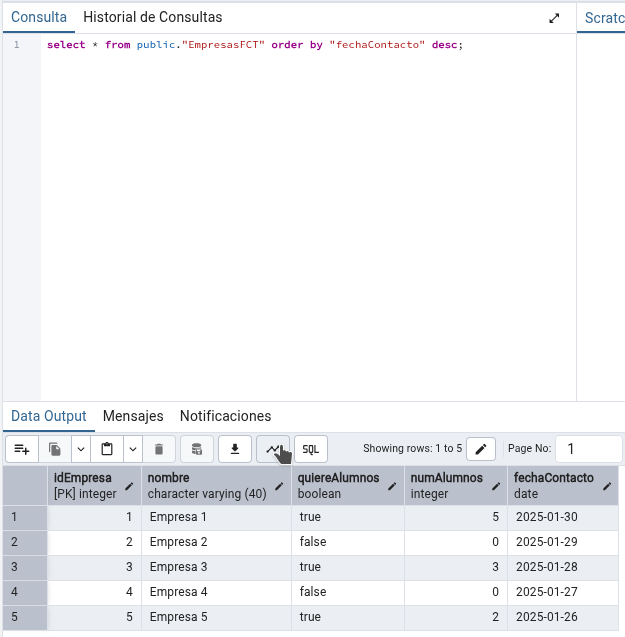 Consulta Historial de Consultas Scratc
1 select * from public."EmpresasFCT" order by "fechaContacto" desc;
Data Output Mensajes Notificaciones
SQL Showing rows: 1 to 5 Page No: 1
idEmpresa nombre quiereAlumnos numAlumnos fechaContacto
[PK] integer character varying (40) boolean integer date
1 1 Empresa 1 true 5 2025-01-30
2 2 Empresa 2 false 0 2025-01-29
3 3 Empresa 3 true 3 2025-01-28
4 4 Empresa 4 false 0 2025-01-27
5 5 Empresa 5 true 2 2025-01-26